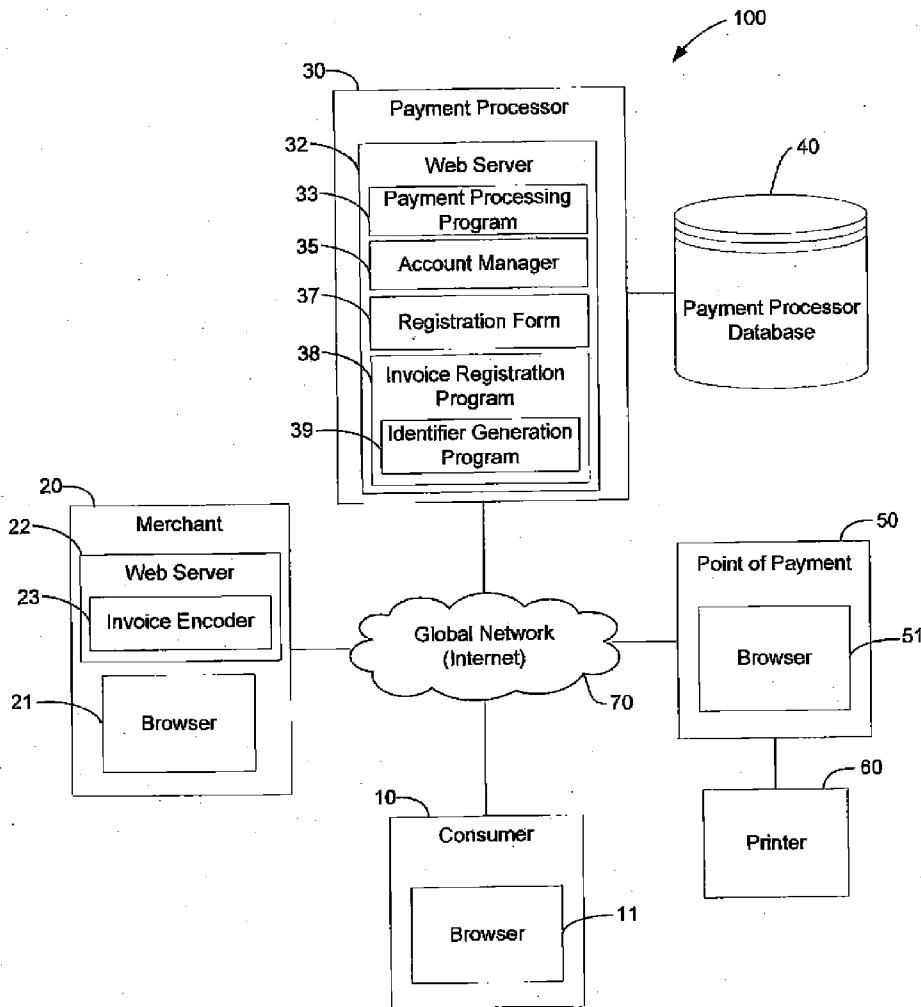 100
30
Payment Processor
32
Web Server
40
33
Payment Processing
Program
35
Account Manager
37
Registration Form
Payment Processor
Database
38
Invoice Registration
Program
39
Identifier Generation
Program
20
Merchant
50
22
Web Server
Point of Payment
23
Invoice Encoder
Global Network
(Internet)
Browser
51
21
Browser
70
60
10
Consumer
Printer
Browser
11